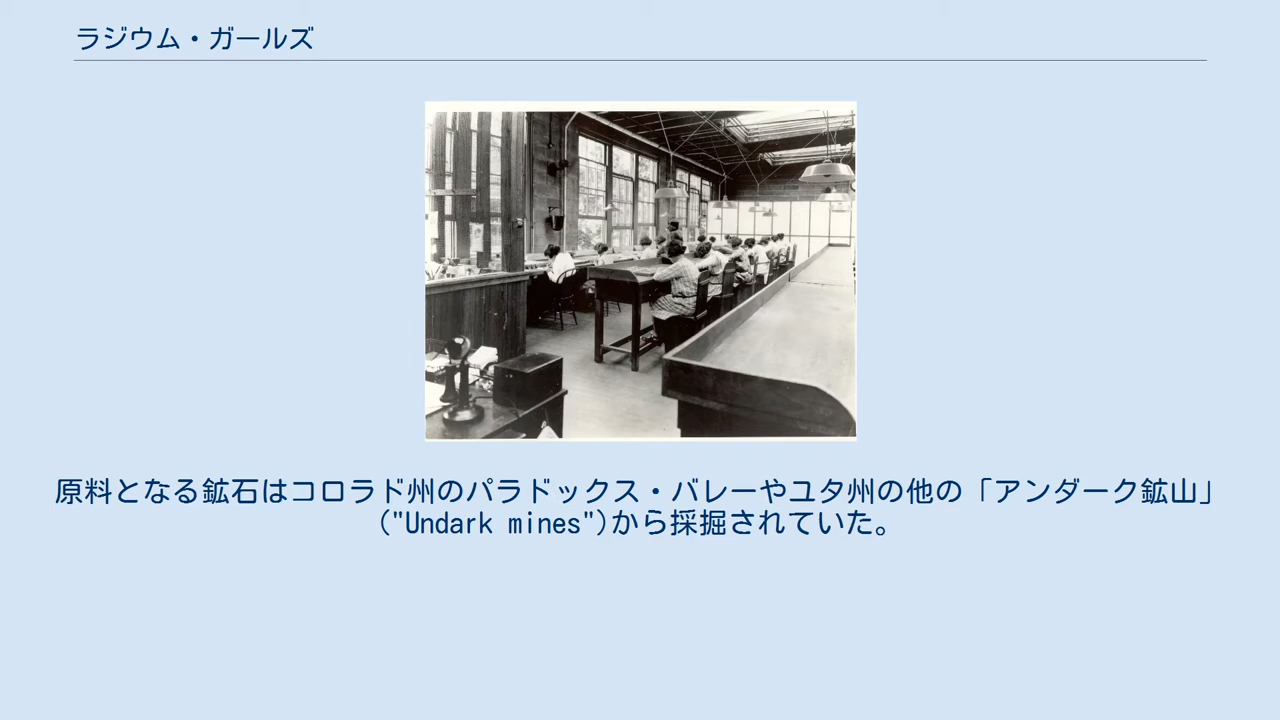 ラジウム・ガールズ
原料となる鉱石はコロラド州のパラドックス・バレーやユタ州の他の「アンダーク鉱山」
("Undark mines")から採掘されていた。